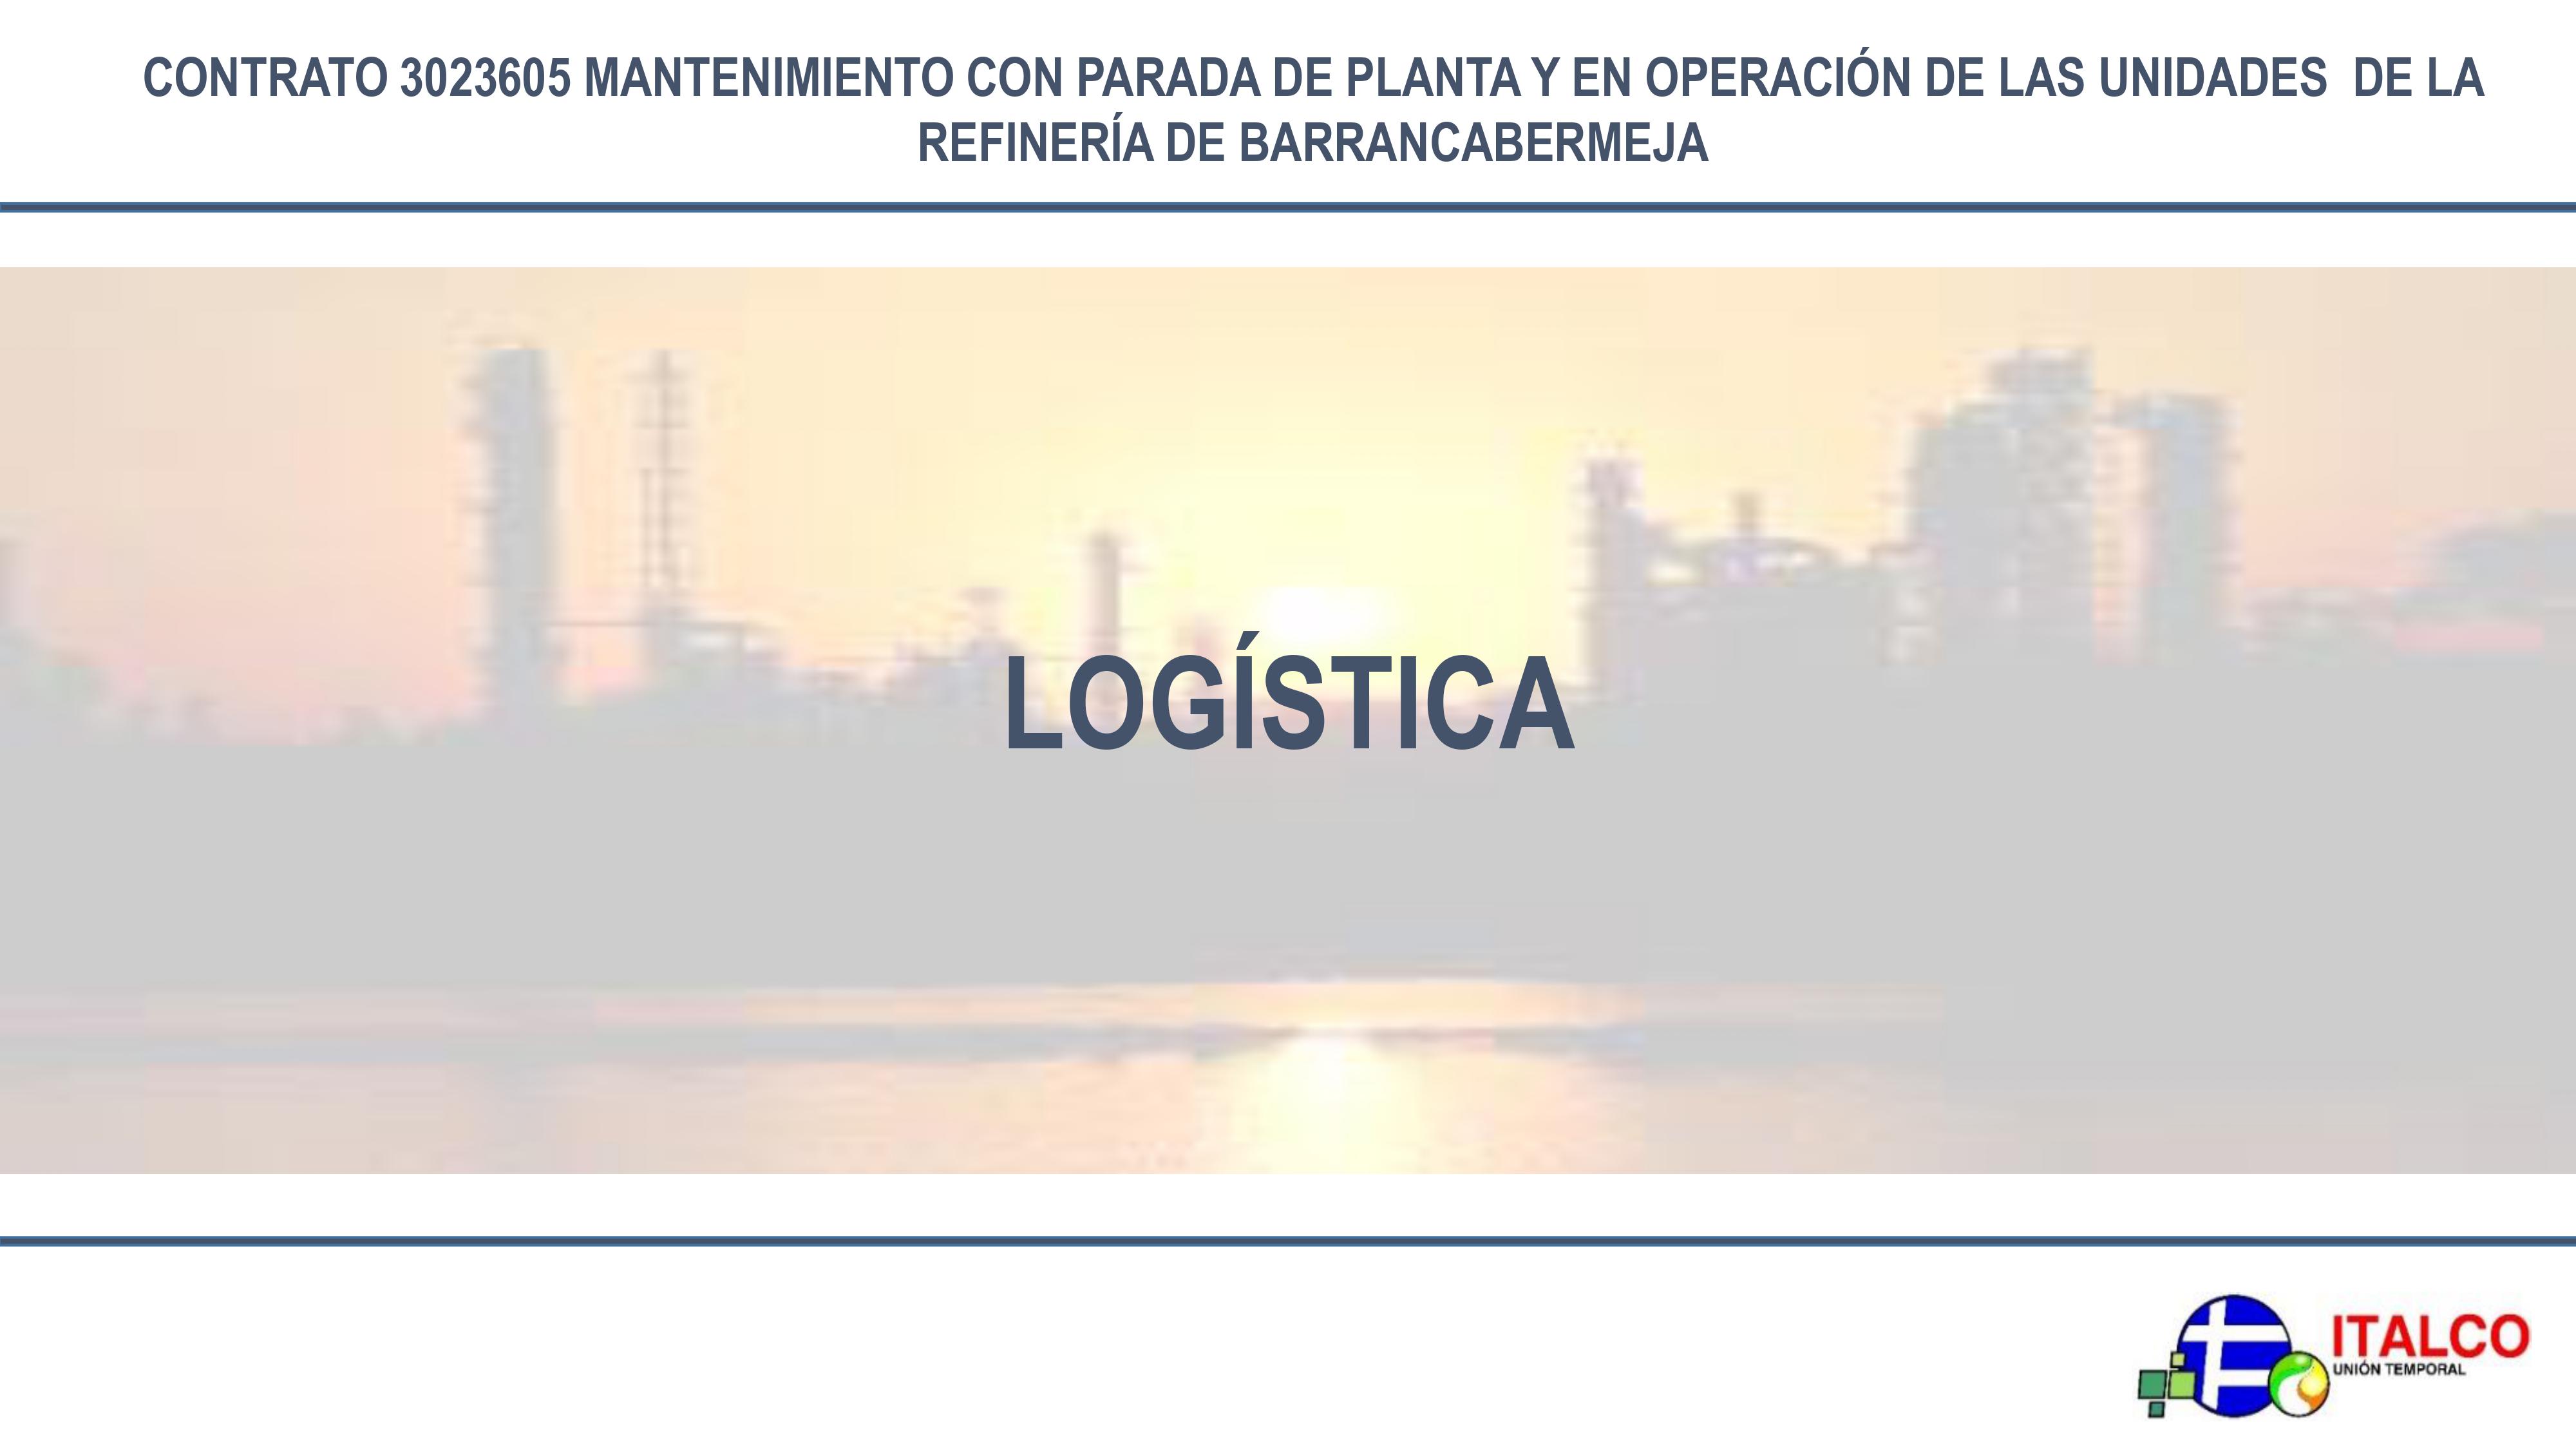 CONTRATO 3023605 MANTENIMIENTO CON PARADA DE PLANTA Y EN OPERACIÓN DE LAS UNIDADES  DE LA
REFINERÍA DE BARRANCABERMEJA
LOGÍSTICA
ITALCO
UNIÓN TEMPORAL